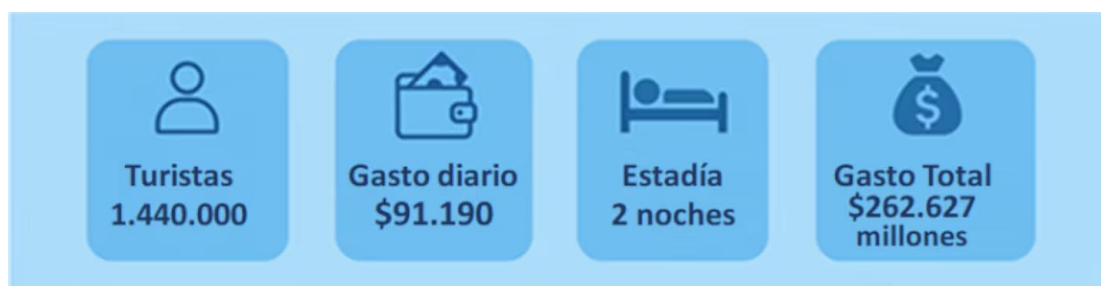 Turistas
1.440.000
Gasto diario
$91.190
Estadía
2 noches
Gasto Total
$262.627
millones